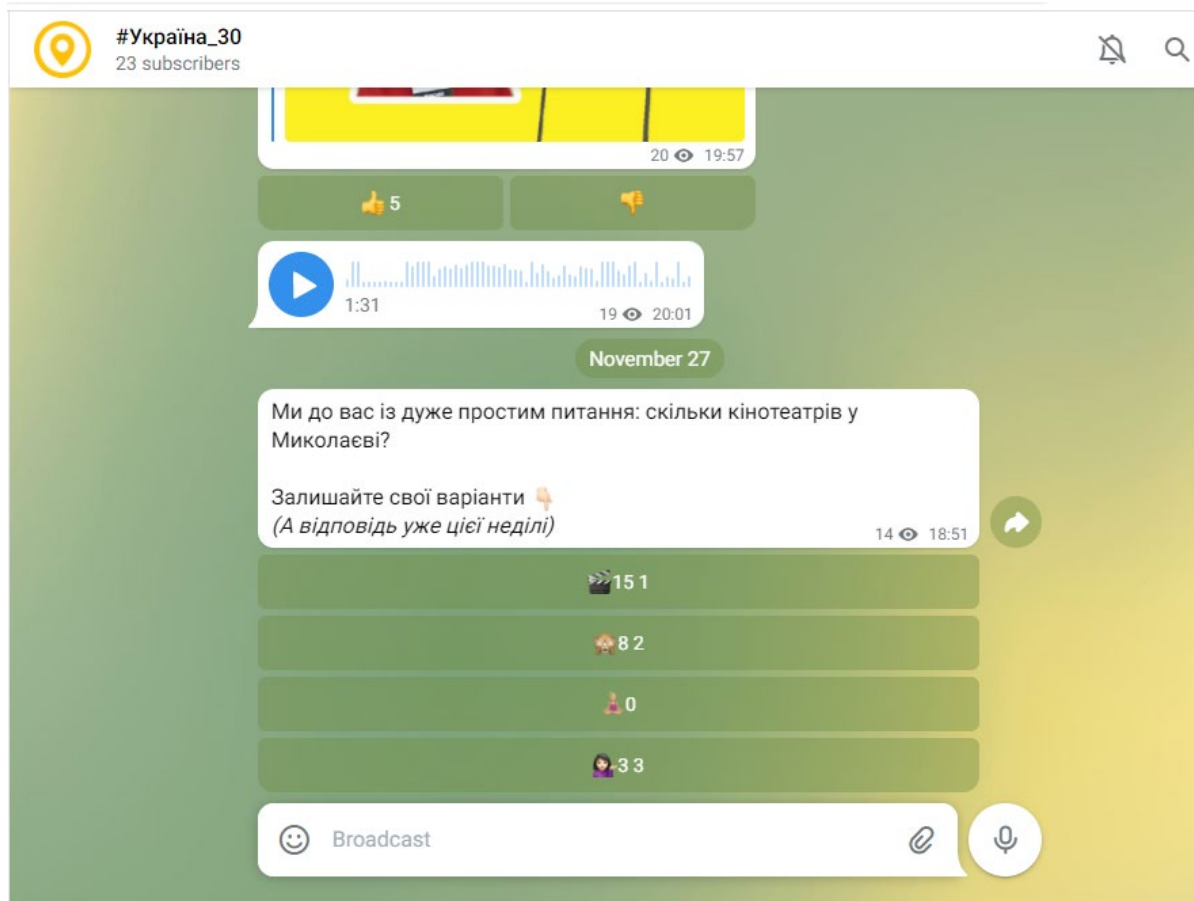 #Україна_30
23 subscribers
20 19:57
👍 5
👎
1:31
19 20:01
November 27
Ми до вас із дуже простим питання: скільки кінотеатрів у
Миколаєві?
Залишайте свої варіанти 👇🏻
(А відповідь уже цієї неділі)
14 18:51
🎬15 1
🙈8 2
🧘🏼‍♀️0
💁🏻‍♀️3 3
Broadcast